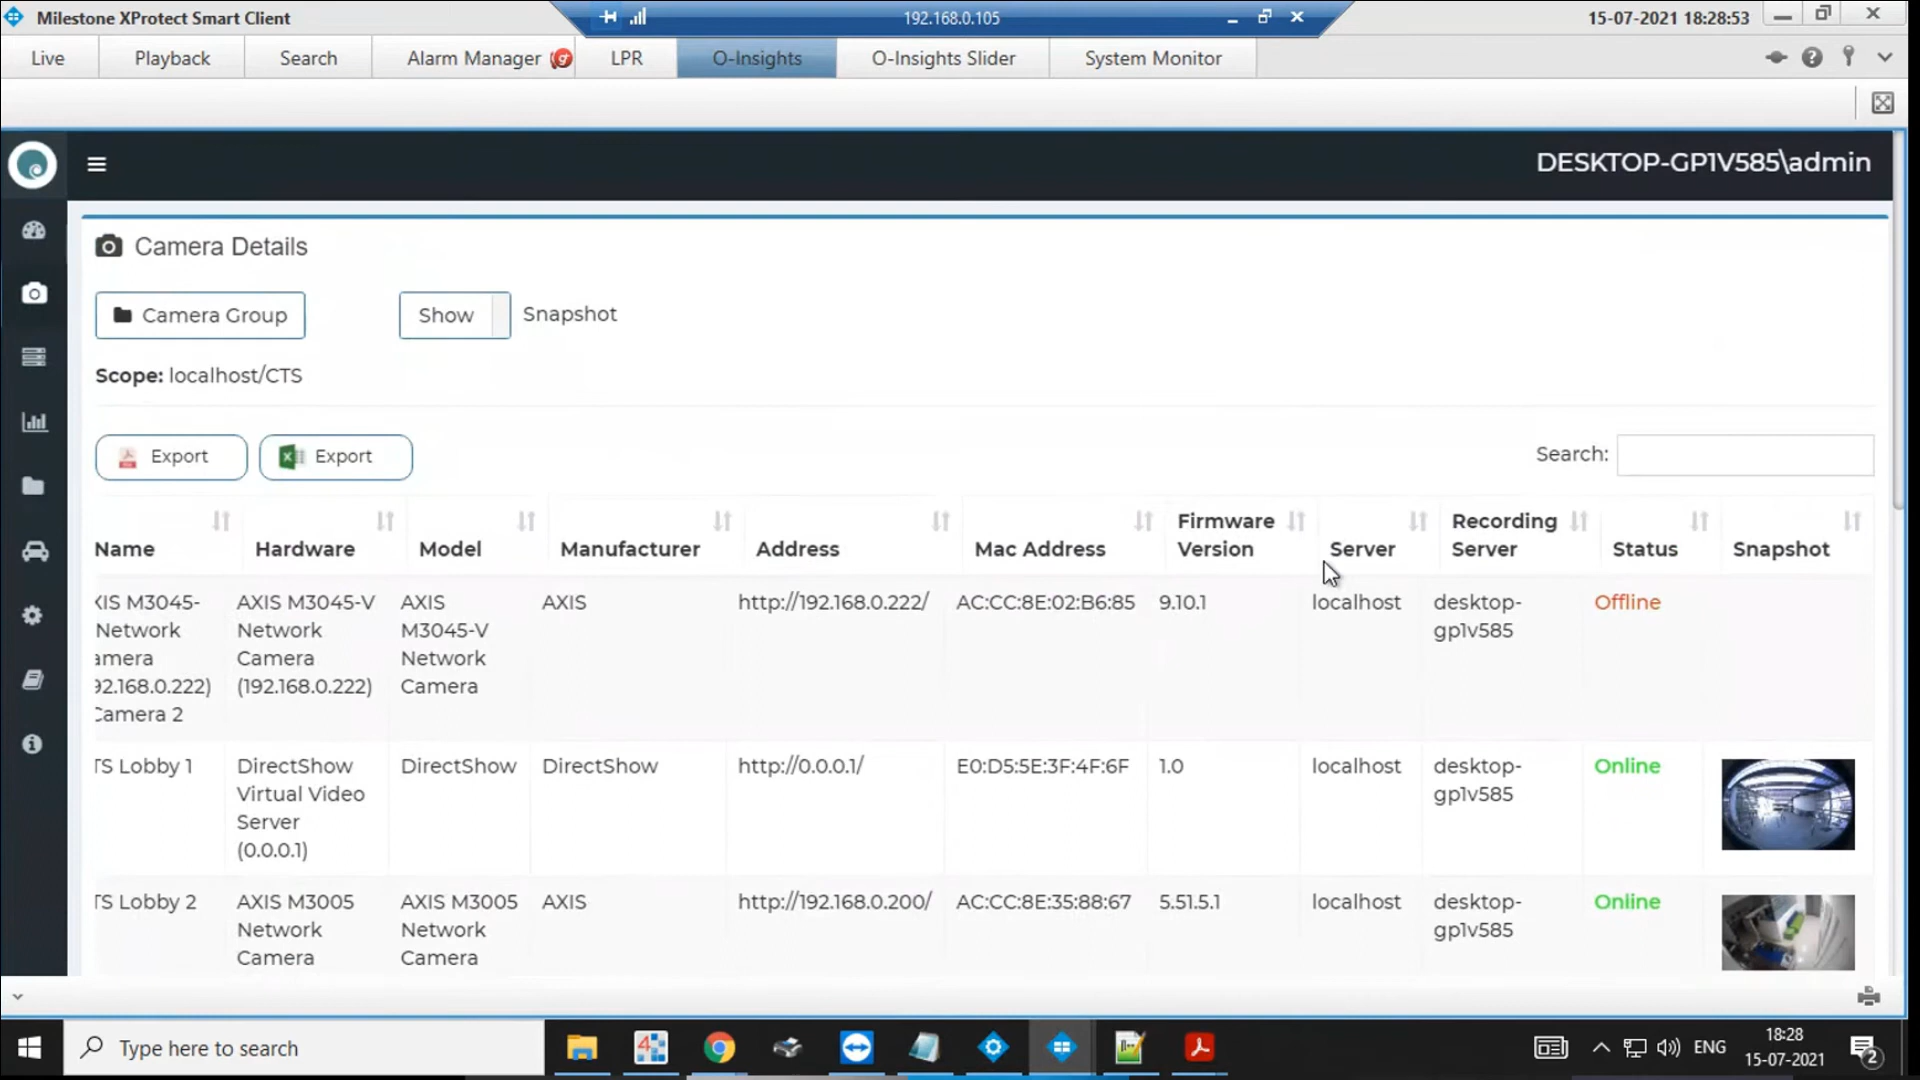 Milestone XProtect Smart Client
192.168.0.105
15-07-2021 18:28:53
Live
Playback
Search
Alarm Manager
LPR
O-Insights
O-Insights Slider
System Monitor
DESKTOP-GP1V585\admin
Camera Details
Camera Group
Show
Snapshot
Scope: localhost/CTS
Export
Export
Search:
Name
Hardware
Model
Manufacturer
Address
Mac Address
Firmware
Version
Server
Recording
Server
Status
Snapshot
XIS M3045-
Network
amera
92.168.0.222)
Camera 2
AXIS M3045-V
Network
Camera
(192.168.0.222)
AXIS
M3045-V
Network
Camera
AXIS
http://192.168.0.222/
AC:CC:8E:02:B6:85
9.10.1
localhost
desktop-
gp1v585
Offline
TS Lobby 1
DirectShow
Virtual Video
Server
(0.0.0.1)
DirectShow
DirectShow
http://0.0.0.1/
E0:D5:5E:3F:4F:6F
1.0
localhost
desktop-
gp1v585
Online
TS Lobby 2
AXIS M3005
Network
Camera
AXIS M3005
Network
Camera
AXIS
http://192.168.0.200/
AC:CC:8E:35:88:67
5.51.5.1
localhost
desktop-
gp1v585
Online
Type here to search
ENG
18:28
15-07-2021
2